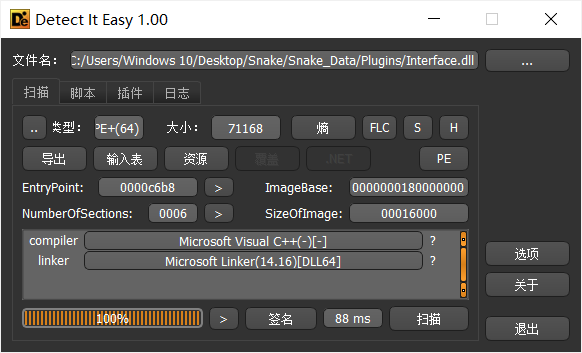 Detect It Easy 1.00
文件名: C:/Users/Windows 10/Desktop/Snake/Snake_Data/Plugins/Interface.dll ...
扫描 脚本 插件 日志
.. 类型: PE+(64) 大小: 71168 熵 FLC S H
导出 输入表 资源 覆盖 .NET PE
EntryPoint: 0000c6b8 > ImageBase: 0000000180000000
NumberOfSections: 0006 > SizeOfImage: 00016000
compiler Microsoft Visual C++(-)[-] ?
linker Microsoft Linker(14.16)[DLL64] ?
选项
关于
100% > 签名 88 ms 扫描
退出